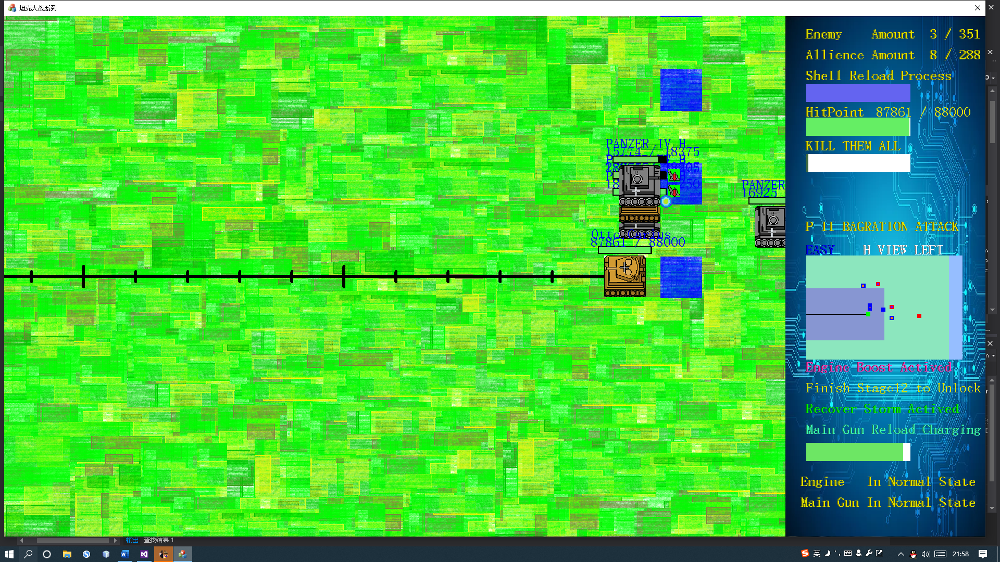 坦克大战系列
Enemy Amount 3 / 351
Allience Amount 8 / 288
Shell Reload Process
HitPoint 87861 / 88000
KILL THEM ALL
PANZER IV H
15774 / 18375
PANZER
16925
87861 / 88000
P II BAGRATION ATTACK
EASY H VIEW LEFT
Engine Boost Actived
Finish Stage12 to Unlock
Recover Storm Actived
Main Gun Reload Charging
Engine In Normal State
Main Gun In Normal State
输出 查找结果 1
英
21:58